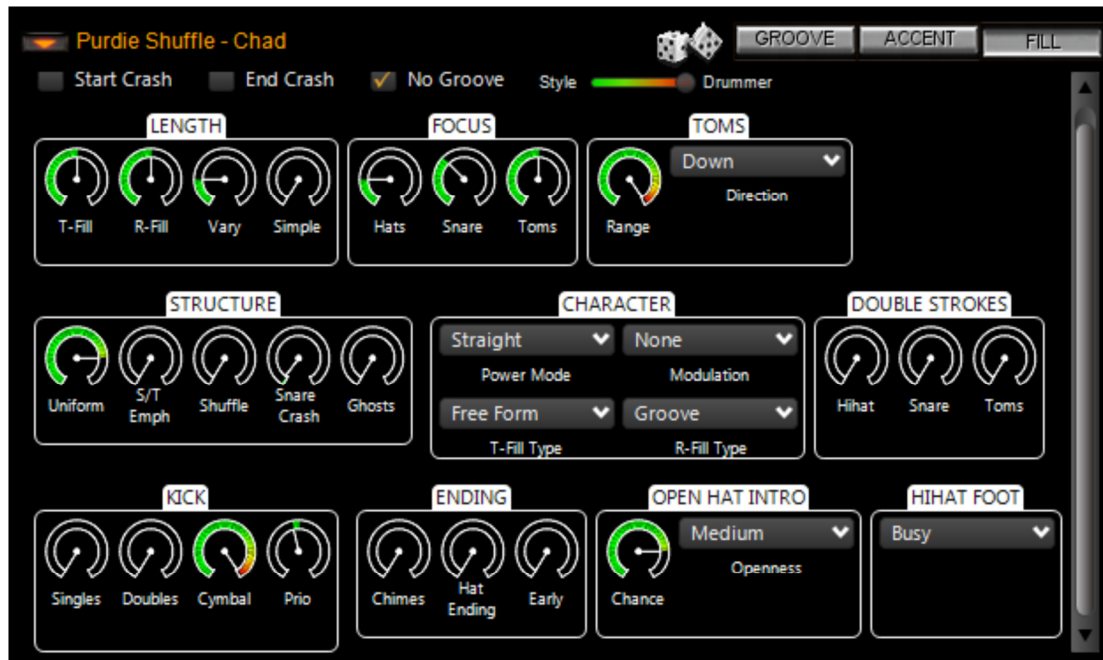 Purdie Shuffle - Chad
GROOVE ACCENT FILL
Start Crash End Crash No Groove Style Drummer
LENGTH FOCUS TOMS
Down
Direction
T-Fill R-Fill Vary Simple Hats Snare Toms Range
STRUCTURE CHARACTER DOUBLE STROKES
Straight None
Power Mode Modulation
Uniform S/T Emph Shuffle Snare Crash Ghosts
Free Form Groove
Hihat Snare Toms
T-Fill Type R-Fill Type
KICK ENDING OPEN HAT INTRO HIHAT FOOT
Medium Busy
Openness
Singles Doubles Cymbal Prio Chimes Hat Ending Early Chance